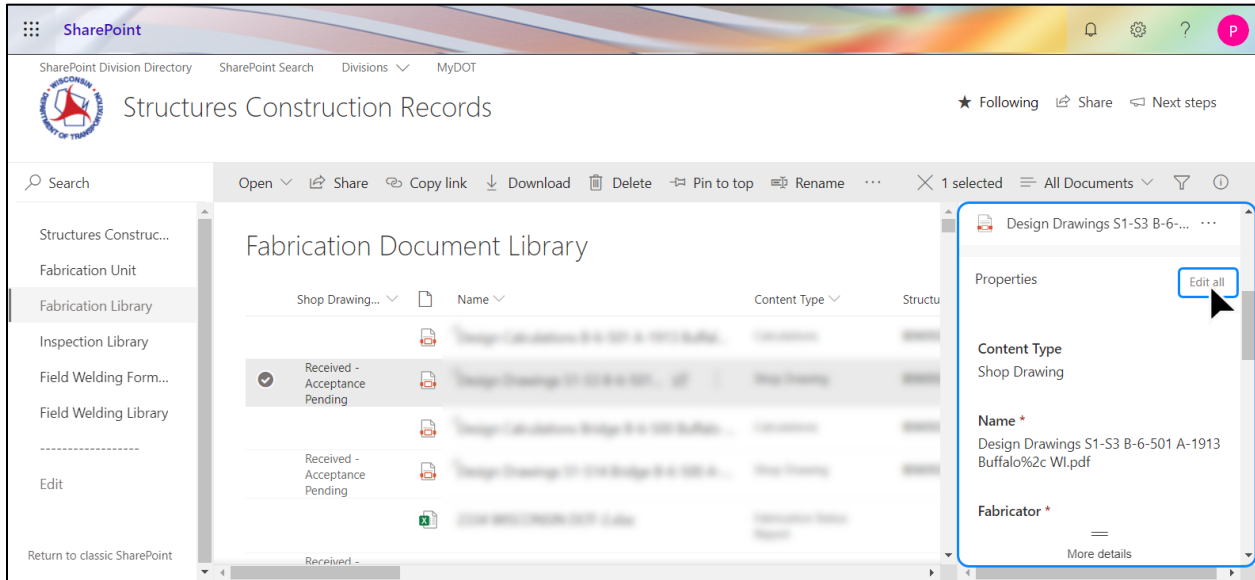 SharePoint
P
SharePoint Division Directory SharePoint Search Divisions MyDOT
WISCONSIN
DEPARTMENT OF TRANSPORTATION
Structures Construction Records
Following Share Next steps
Search
Open Share Copy link Download Delete Pin to top Rename ... 1 selected All Documents
Structures Construc...
Fabrication Unit
Fabrication Library
Inspection Library
Field Welding Form...
Field Welding Library
------------------
Edit
Return to classic SharePoint
Fabrication Document Library
Shop Drawing... Name Content Type Structu
Received -
Acceptance
Pending
Received -
Acceptance
Pending
Received -
Design Drawings S1-S3 B-6-... ...
Properties
Edit all
Content Type
Shop Drawing
Name *
Design Drawings S1-S3 B-6-501 A-1913
Buffalo%2c WI.pdf
Fabricator *
More details